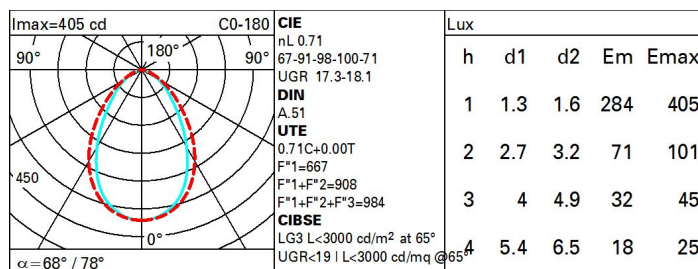 Imax=405 cd C0-180
90° 180° 90°
450
0°
α=68° / 78°
CIE
nL 0.71
67-91-98-100-71
UGR 17.3-18.1
DIN
A.51
UTE
0.71C+0.00T
F"1=667
F"1+F"2=908
F"1+F"2+F"3=984
CIBSE
LG3 L<3000 cd/m² at 65°
UGR<19 | L<3000 cd/mq @65°
Lux
h d1 d2 Em Emax
1 1.3 1.6 284 405
2 2.7 3.2 71 101
3 4 4.9 32 45
4 5.4 6.5 18 25